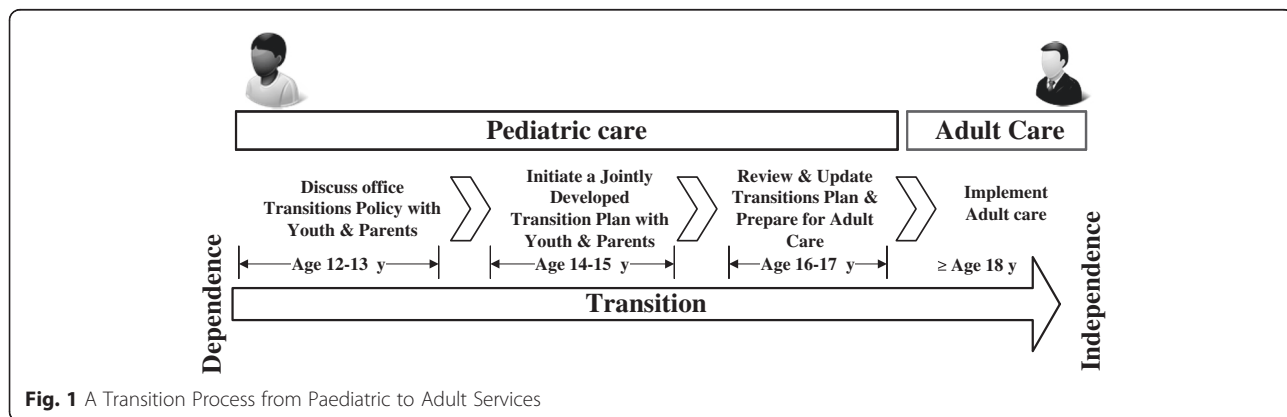 Pediatric care
Adult Care
Discuss office
Transitions Policy with
Youth & Parents
Age 12-13 y
Initiate a Jointly
Developed
Transition Plan with
Youth & Parents
Age 14-15 y
Review & Update
Transitions Plan &
Prepare for Adult
Care
Age 16-17 y
Implement
Adult care
≥ Age 18 y
Dependence
Transition
Independence
Fig. 1 A Transition Process from Paediatric to Adult Services